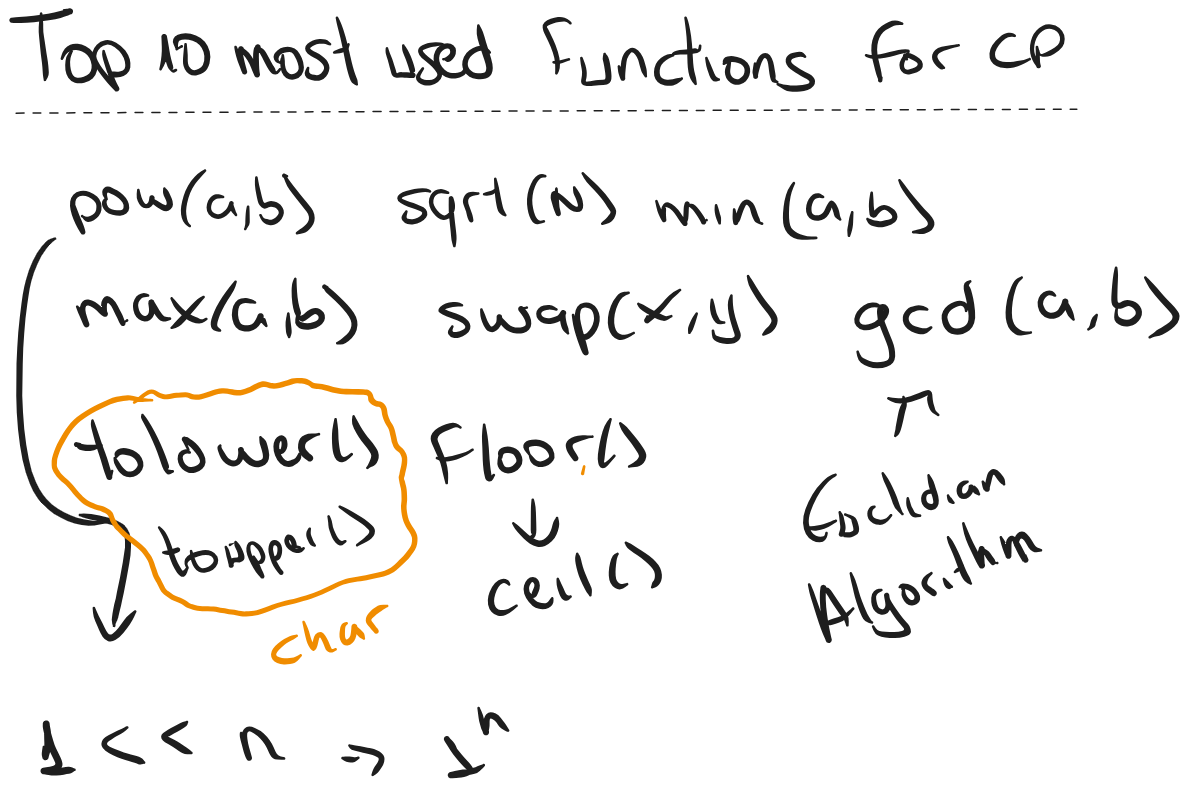 Top 10 most used functions for CP
pow(a,b) sqrt(N) min(a,b)
max(a,b) swap(x,y) gcd(a,b)
tolower() floor()
toupper() ceil()
char
Euclidian
Algorithm
1 << n → 1^n